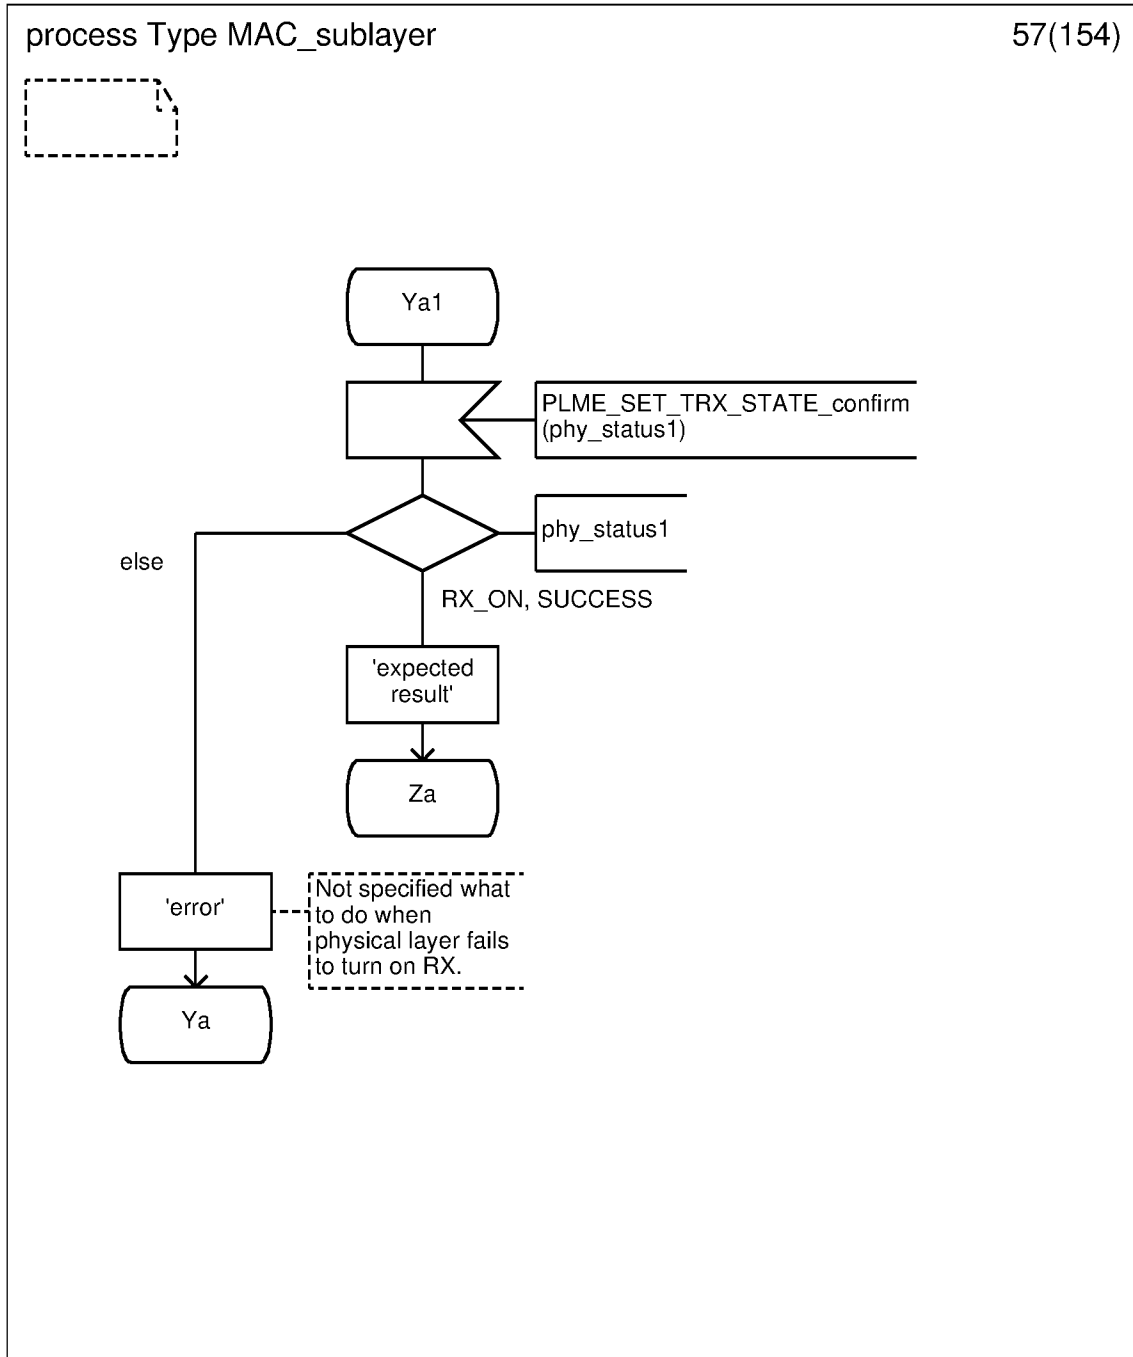 process Type MAC_sublayer
57(154)
Ya1
PLME_SET_TRX_STATE_confirm
(phy_status1)
phy_status1
else
RX_ON, SUCCESS
'expected
result'
Za
'error'
Not specified what
to do when
physical layer fails
to turn on RX.
Ya